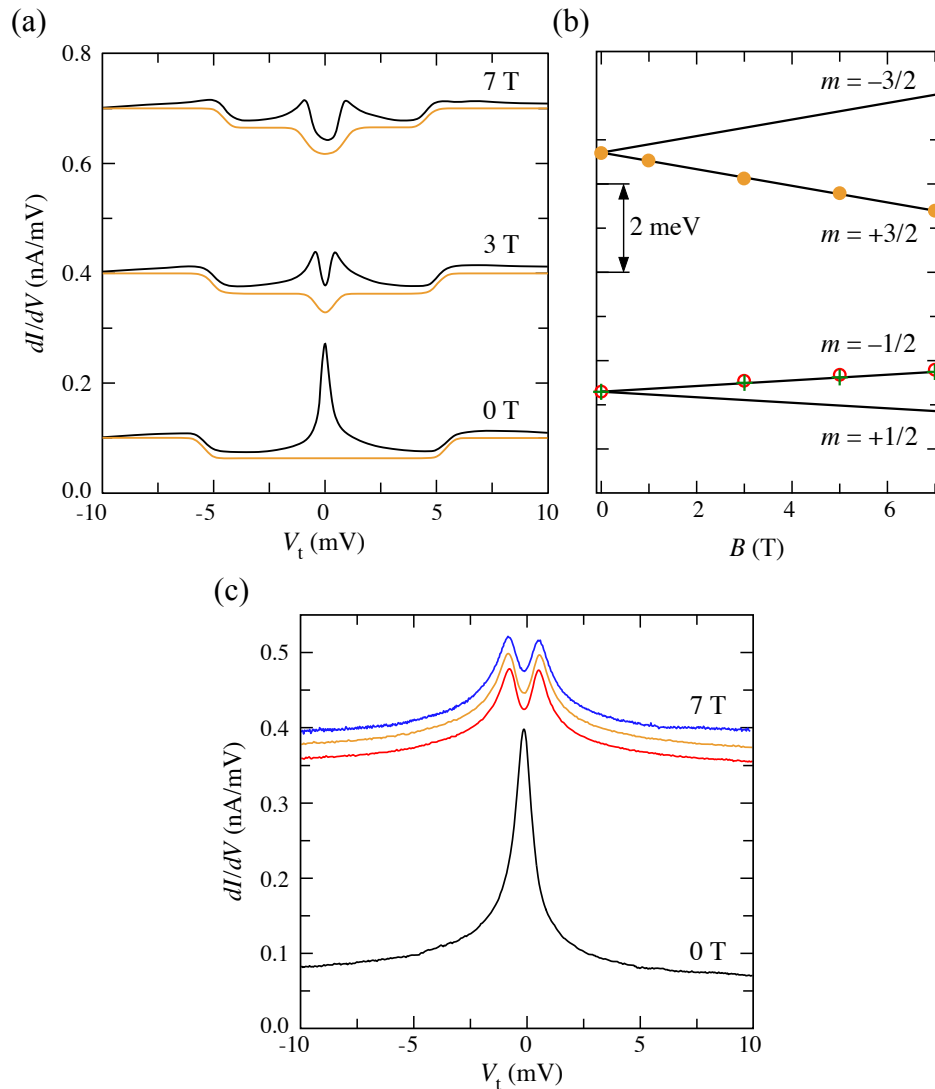 (a)
0.8
0.6
0.4
0.2
0.0
dI/dV (nA/mV)
7 T
3 T
0 T
-10
-5
0
5
10
Vt (mV)
(b)
m = –3/2
2 meV
m = +3/2
m = –1/2
m = +1/2
0
2
4
6
B (T)
(c)
0.5
0.4
0.3
0.2
0.1
0.0
dI/dV (nA/mV)
7 T
0 T
-10
-5
0
5
10
Vt (mV)